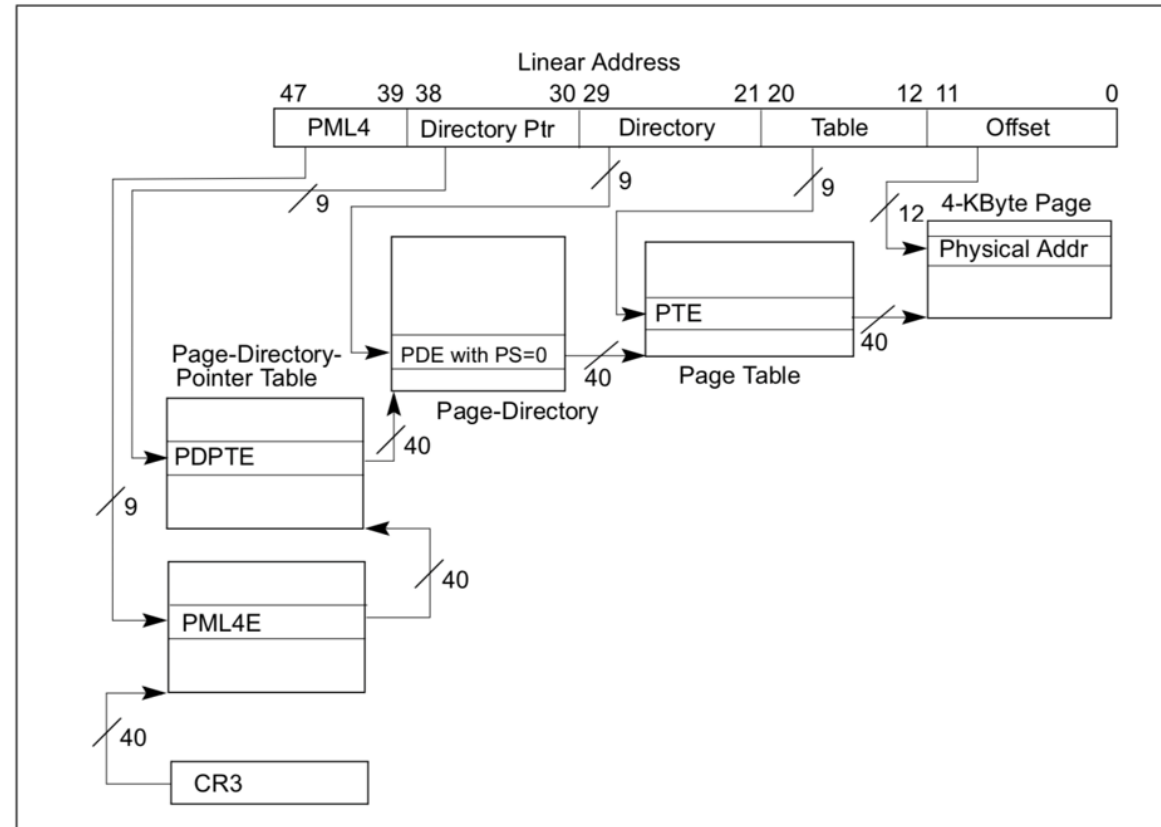 Linear Address
47 39 38 30 29 21 20 12 11 0
PML4 Directory Ptr Directory Table Offset
9 9 9
12 4-KByte Page
Physical Addr
PTE
40
PDE with PS=0
40
Page Table
Page-Directory-
Pointer Table
Page-Directory
40
PDPTE
9
40
PML4E
40
CR3